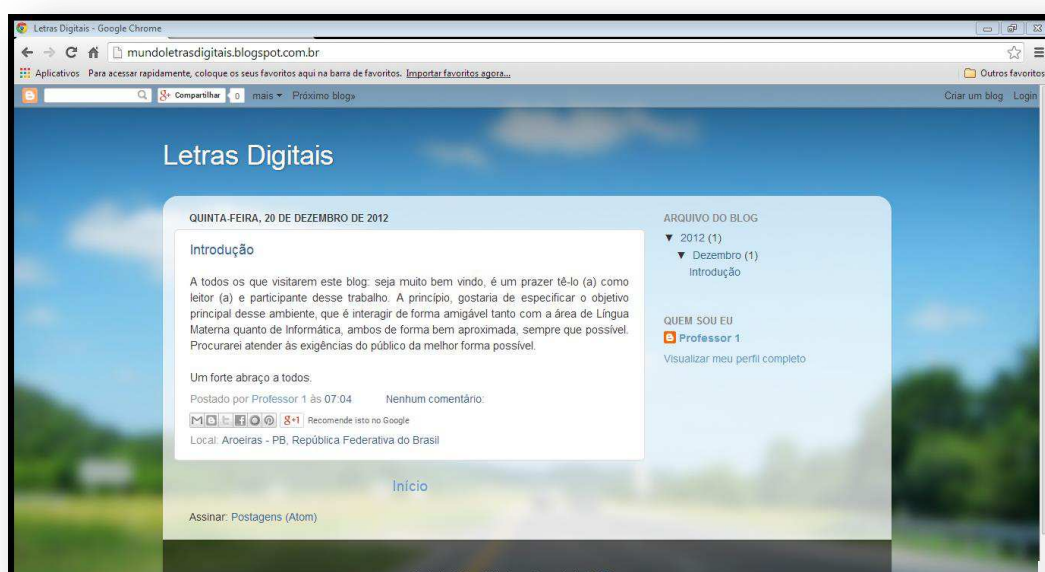 Letras Digitais - Google Chrome
mundoletrasdigitais.blogspot.com.br
Aplicativos Para acessar rapidamente, coloque os seus favoritos aqui na barra de favoritos. Importar favoritos agora... Outros favoritos
Compartilhar 0 mais Próximo blog» Criar um blog Login
Letras Digitais
QUINTA-FEIRA, 20 DE DEZEMBRO DE 2012
Introdução
A todos os que visitarem este blog: seja muito bem vindo, é um prazer tê-lo (a) como
leitor (a) e participante desse trabalho. A princípio, gostaria de especificar o objetivo
principal desse ambiente, que é interagir de forma amigável tanto com a área de Língua
Materna quanto de Informática, ambos de forma bem aproximada, sempre que possível.
Procurarei atender às exigências do público da melhor forma possível.
Um forte abraço a todos.
Postado por Professor 1 às 07:04 Nenhum comentário:
g+1 Recomende isto no Google
Local: Aroeiras - PB, República Federativa do Brasil
Início
Assinar: Postagens (Atom)
ARQUIVO DO BLOG
▼ 2012 (1)
▼ Dezembro (1)
Introdução
QUEM SOU EU
Professor 1
Visualizar meu perfil completo